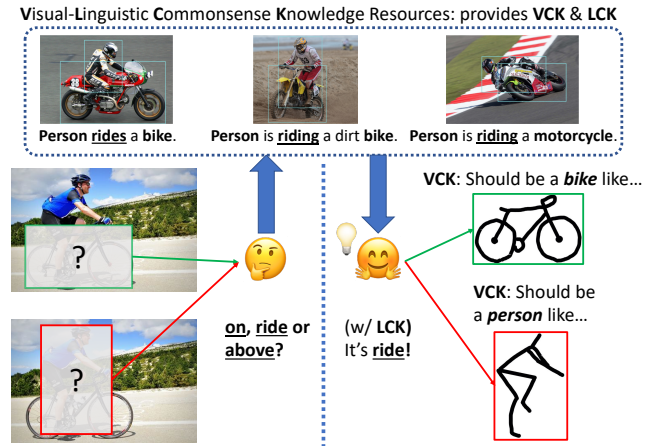 Visual-Linguistic Commonsense Knowledge Resources: provides VCK & LCK
26
Person rides a bike.
Person is riding a dirt bike.
Person is riding a motorcycle.
VCK: Should be a bike like…
?
?
on, ride or
above?
(w/ LCK)
It's ride!
VCK: Should be
a person like…